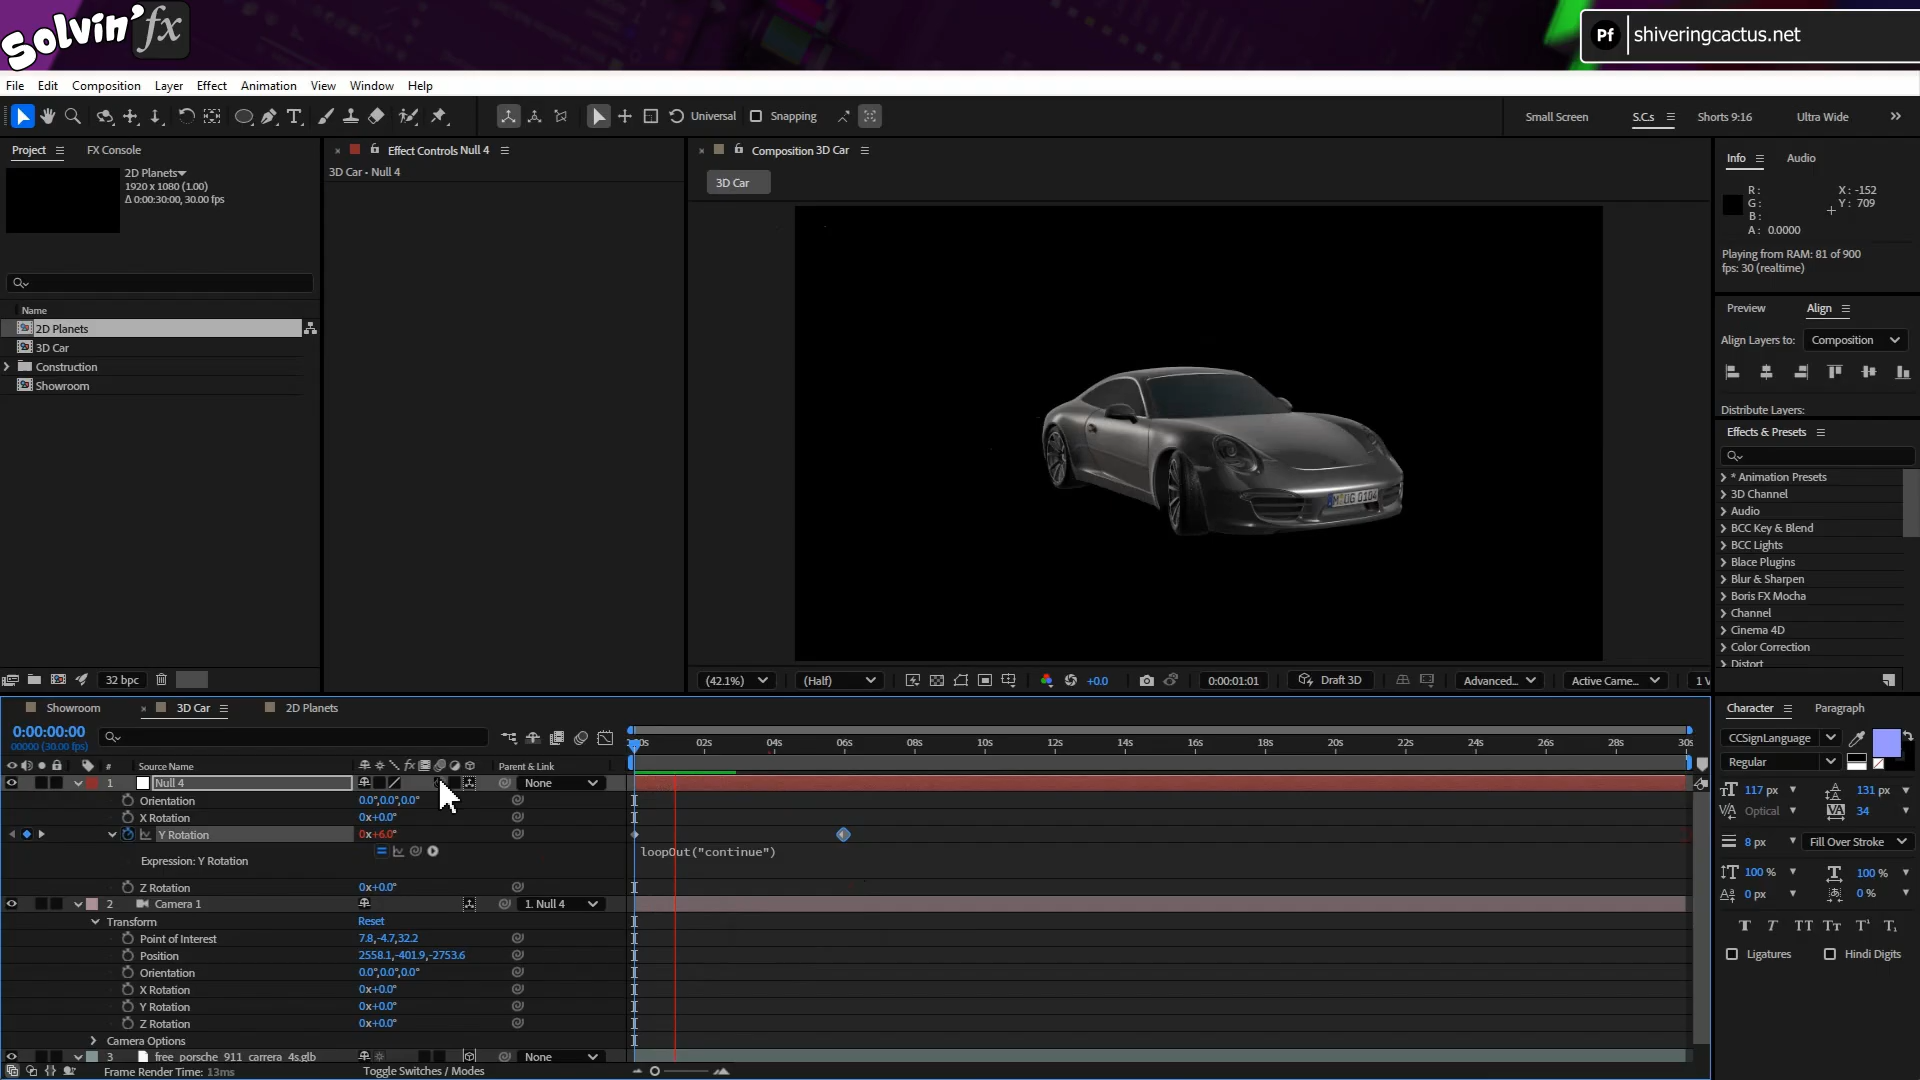 Solvin' fx
Pf shiveringcactus.net
File Edit Composition Layer Effect Animation View Window Help
Universal Snapping Small Screen S.C.s Shorts 9:16 Ultra Wide
Project FX Console
2D Planets
1920 x 1080 (1.00)
Δ 0:00:30:00, 30.00 fps
Name
2D Planets
3D Car
Construction
Showroom
32 bpc
Effect Controls Null 4
3D Car - Null 4
Composition 3D Car
3D Car
M UG 0104
(42.1%) (Half) +0.0 0:00:01:01 Draft 3D Advanced... Active Came... 1 V
Info Audio
R : X : -152
G : Y : 709
B :
A : 0.0000
Playing from RAM: 81 of 900
fps: 30 (realtime)
Preview Align
Align Layers to: Composition
Distribute Layers:
Effects & Presets
* Animation Presets
3D Channel
Audio
BCC Key & Blend
BCC Lights
Blace Plugins
Blur & Sharpen
Boris FX Mocha
Channel
Cinema 4D
Color Correction
Distort
Showroom 3D Car 2D Planets
0:00:00:00
00000 (30.00 fps)
:00s 02s 04s 06s 08s 10s 12s 14s 16s 18s 20s 22s 24s 26s 28s 30s
# Source Name fx Parent & Link
1 Null 4 None
Orientation 0.0°,0.0°,0.0°
X Rotation 0x+0.0°
Y Rotation 0x+6.0°
Expression: Y Rotation loopOut("continue")
Z Rotation 0x+0.0°
2 Camera 1 1. Null 4
Transform Reset
Point of Interest 7.8,-4.7,32.2
Position 2558.1,-401.9,-2753.6
Orientation 0.0°,0.0°,0.0°
X Rotation 0x+0.0°
Y Rotation 0x+0.0°
Z Rotation 0x+0.0°
Camera Options
3 free_porsche_911_carrera_4s.glb None
Frame Render Time: 13ms Toggle Switches / Modes
Character Paragraph
CCSignLanguage
Regular
117 px 131 px
Optical 34
8 px Fill Over Stroke
100 % 100 %
0 px 0 %
T T TT Tt T¹ T₁
Ligatures Hindi Digits